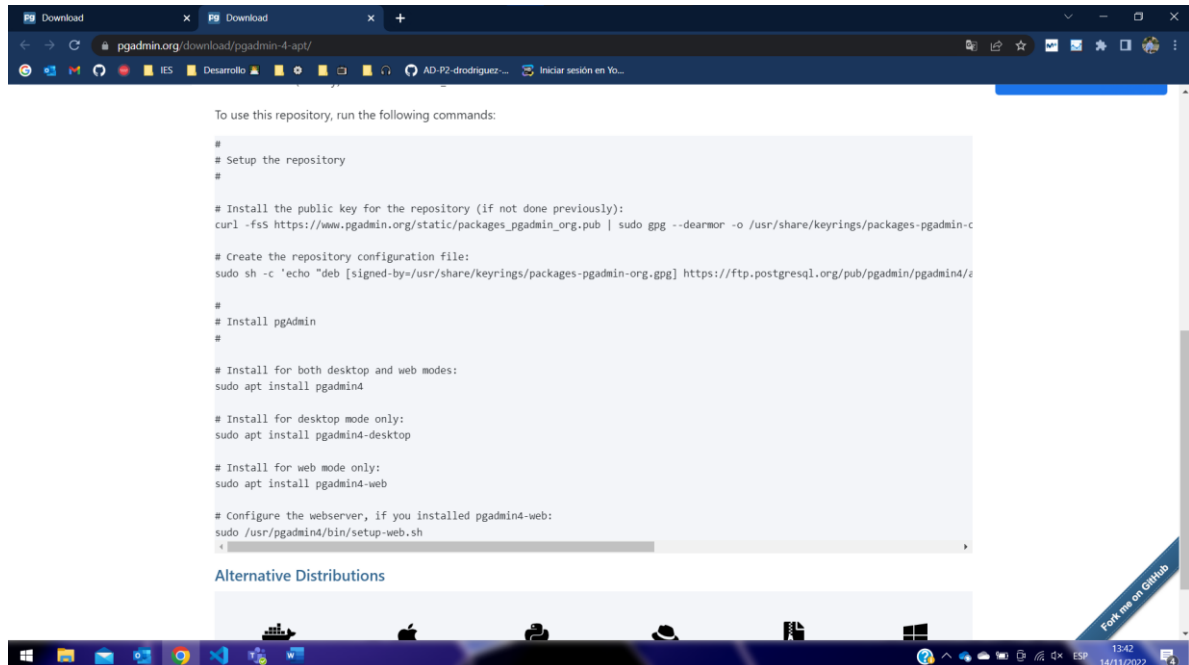 Download
Download
pgadmin.org/download/pgadmin-4-apt/
IES
Desarrollo
AD-P2-drodriguez-...
Iniciar sesión en Yo...
To use this repository, run the following commands:
#
# Setup the repository
#
# Install the public key for the repository (if not done previously):
curl -fsS https://www.pgadmin.org/static/packages_pgadmin_org.pub | sudo gpg --dearmor -o /usr/share/keyrings/packages-pgadmin-o
# Create the repository configuration file:
sudo sh -c 'echo "deb [signed-by=/usr/share/keyrings/packages-pgadmin-org.gpg] https://ftp.postgresql.org/pub/pgadmin/pgadmin4/a
#
# Install pgAdmin
#
# Install for both desktop and web modes:
sudo apt install pgadmin4
# Install for desktop mode only:
sudo apt install pgadmin4-desktop
# Install for web mode only:
sudo apt install pgadmin4-web
# Configure the webserver, if you installed pgadmin4-web:
sudo /usr/pgadmin4/bin/setup-web.sh
Alternative Distributions
Fork me on GitHub
ESP
13:42
14/11/2022